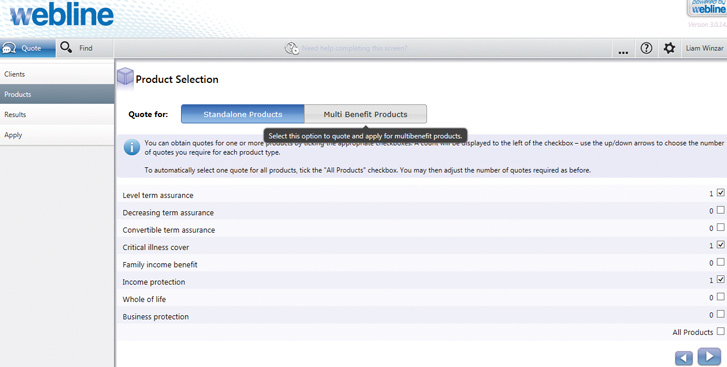 webline
powered by
webline
Version 3.0.14
Quote
Find
Need help completing this screen?
...
Liam Winzar
Clients
Products
Results
Apply
Product Selection
Quote for:
Standalone Products
Multi Benefit Products
Select this option to quote and apply for multibenefit products.
You can obtain quotes for one or more products by ticking the appropriate checkboxes. A count will be displayed to the left of the checkbox – use the up/down arrows to choose the number
of quotes you require for each product type.
To automatically select one quote for all products, tick the "All Products" checkbox. You may then adjust the number of quotes required as before.
Level term assurance 1
Decreasing term assurance 0
Convertible term assurance 0
Critical illness cover 1
Family income benefit 0
Income protection 1
Whole of life 0
Business protection 0
All Products